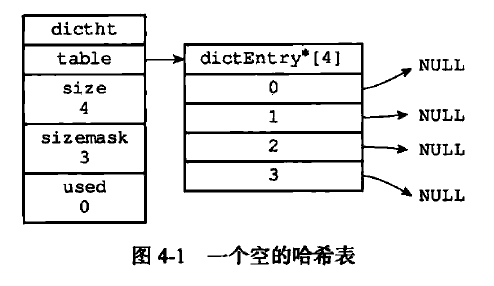 dictht
table
size
4
sizemask
3
used
0
dictEntry*[4]
0
1
2
3
NULL
NULL
NULL
NULL
图 4-1 一个空的哈希表